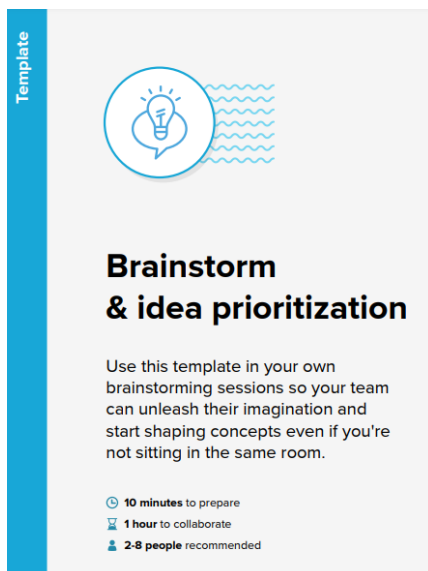 Template
Brainstorm
& idea prioritization
Use this template in your own
brainstorming sessions so your team
can unleash their imagination and
start shaping concepts even if you're
not sitting in the same room.
10 minutes to prepare
1 hour to collaborate
2-8 people recommended